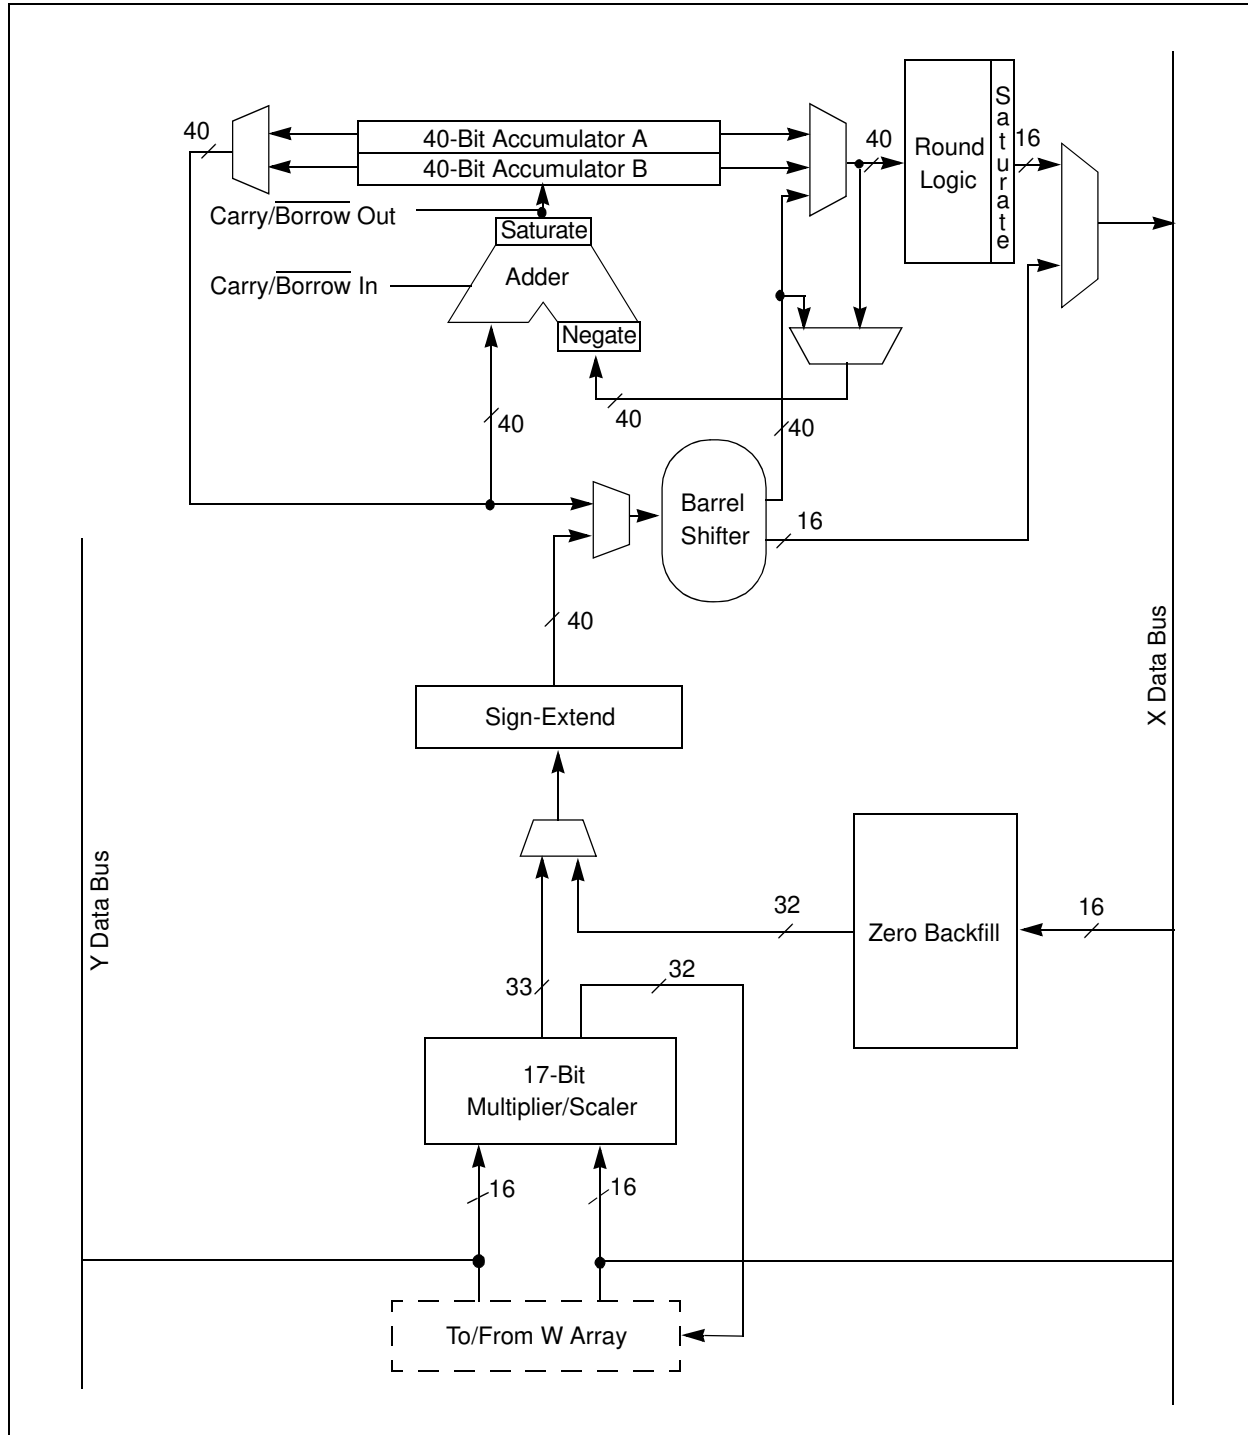 40
40-Bit Accumulator A
40-Bit Accumulator B
40
Round
Logic
Saturate
16
Carry/Borrow Out
Saturate
Carry/Borrow In
Adder
Negate
40
40
40
Barrel
Shifter
16
40
Sign-Extend
X Data Bus
Y Data Bus
32
Zero Backfill
16
33
32
17-Bit
Multiplier/Scaler
16
16
To/From W Array